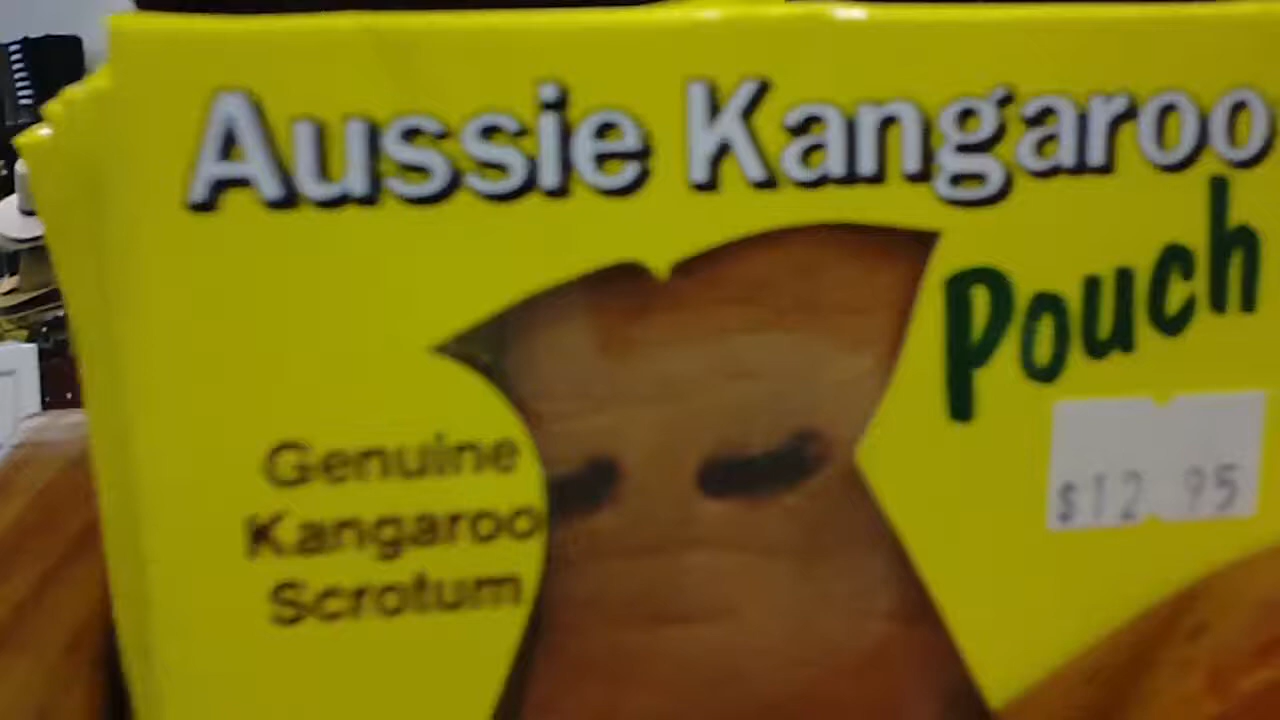 Aussie Kangaroo
Pouch
Genuine
Kangaroo
Scrotum
$12 95